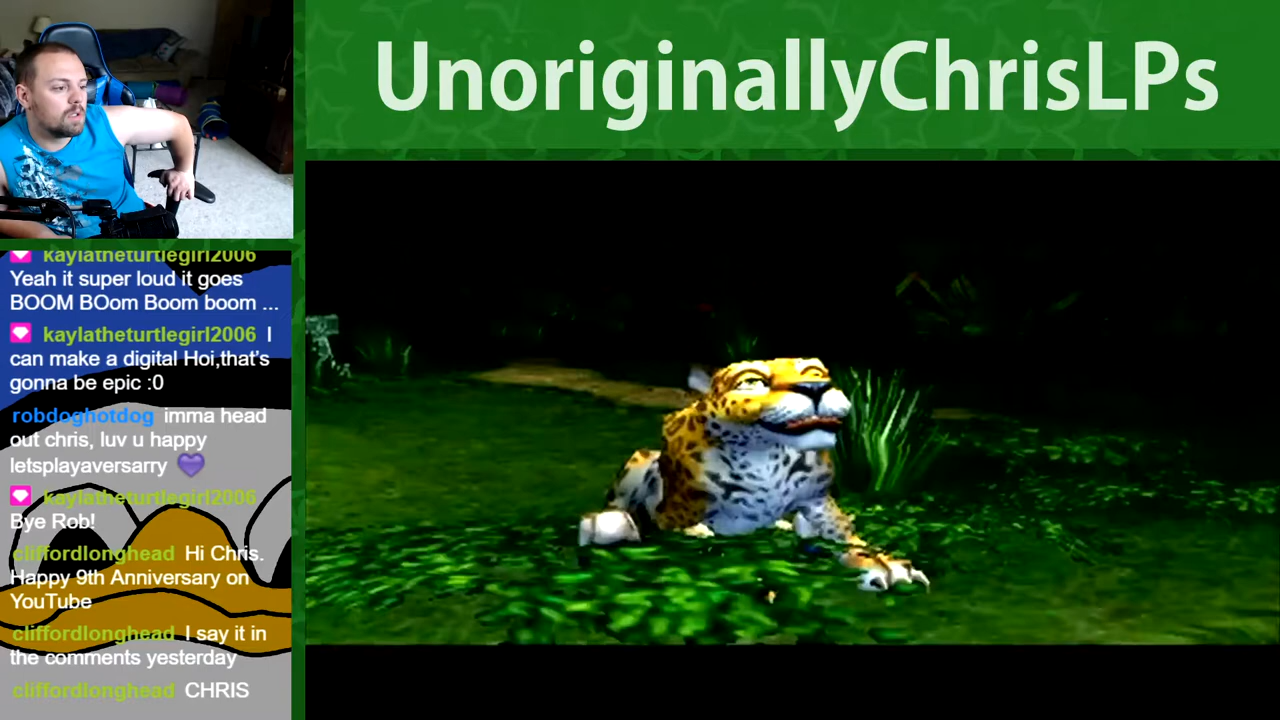 UnoriginallyChrisLPs
kaylatheturtlegirl2006
Yeah it super loud it goes
BOOM BOom Boom boom ...
kaylatheturtlegirl2006 I
can make a digital Hoi,that's
gonna be epic :0
robdoghotdog imma head
out chris, luv u happy
letsplayaversarry
kaylatheturtlegirl2006
Bye Rob!
cliffordlonghead Hi Chris.
Happy 9th Anniversary on
YouTube
cliffordlonghead I say it in
the comments yesterday
cliffordlonghead CHRIS